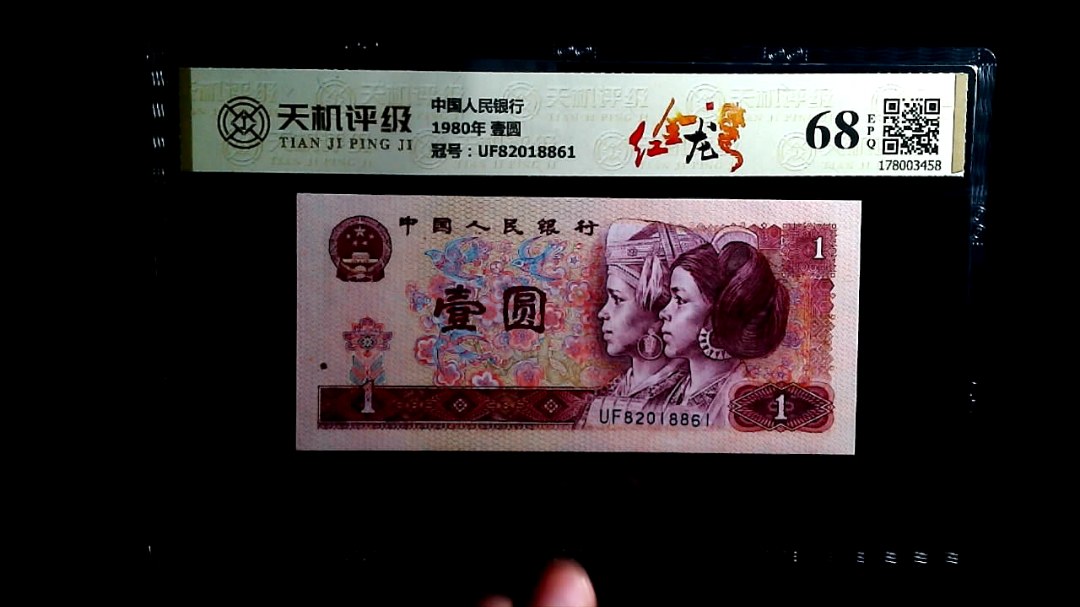 天机评级
TIAN JI PING JI
中国人民银行
1980年 壹圆
冠号：UF82018861
红金龙
68
EPQ
178003458
中国人民银行
1
壹圆
1
UF82018861
1